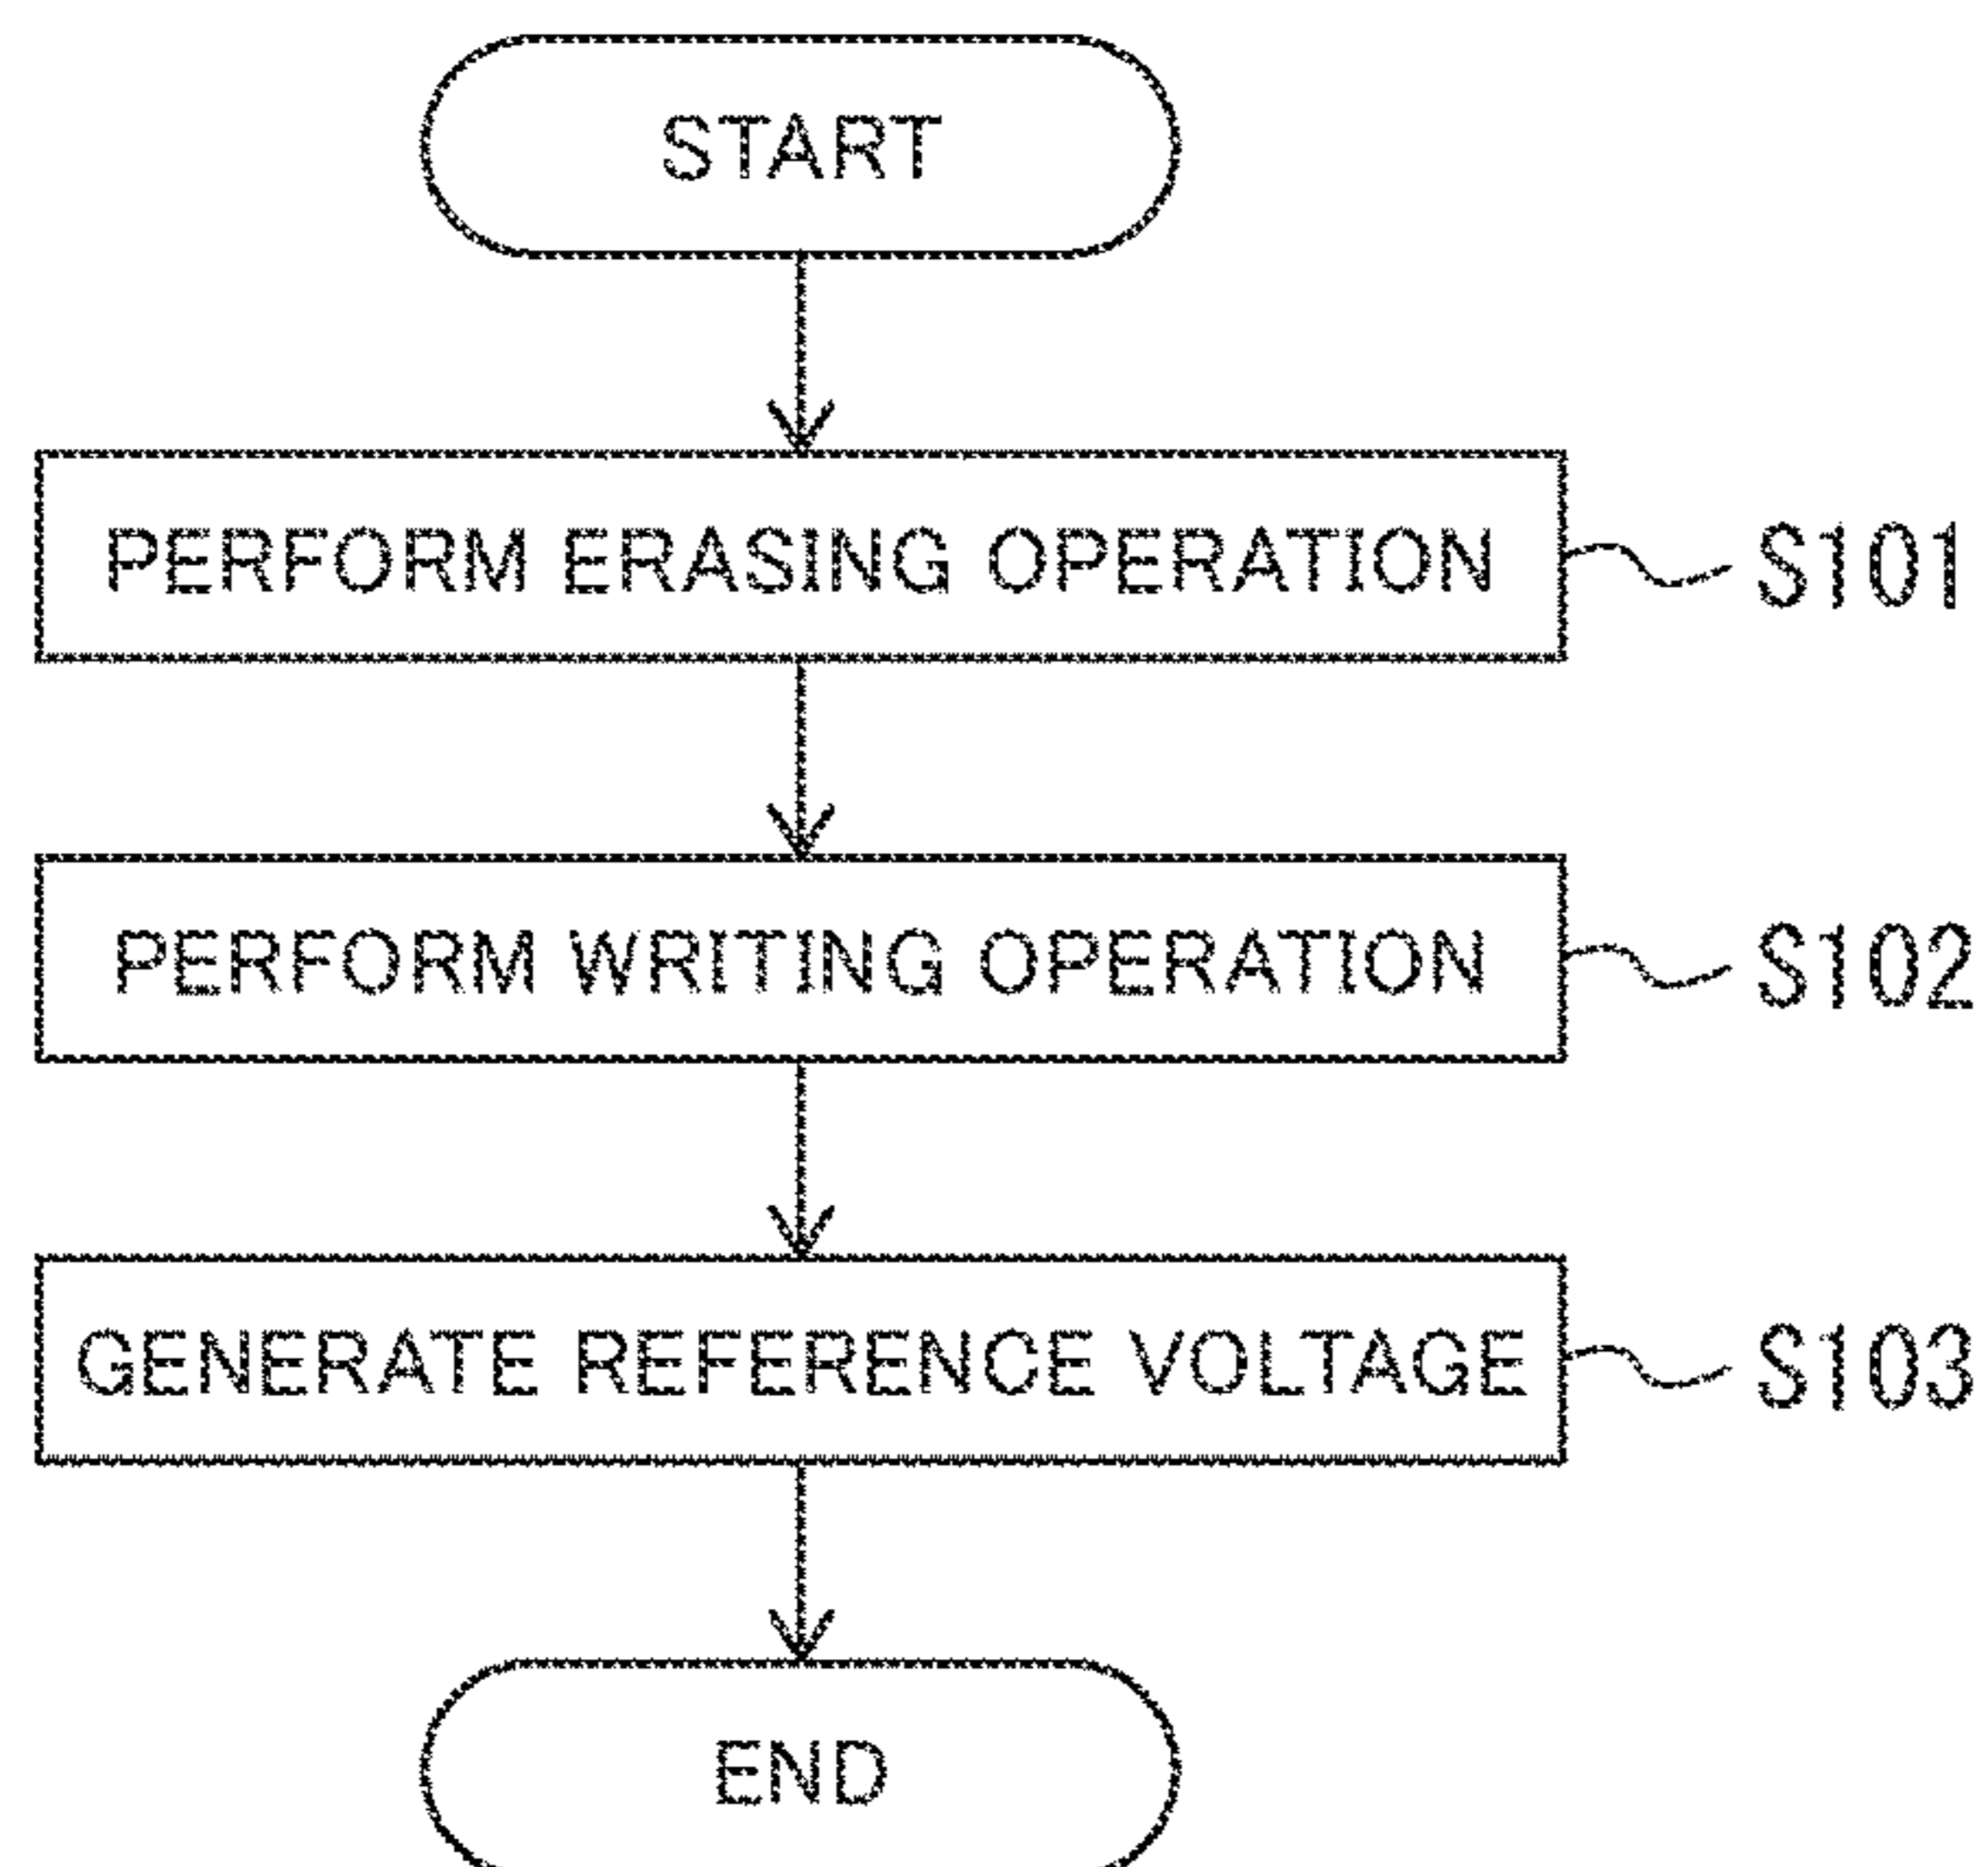 START
PERFORM ERASING OPERATION
S101
PERFORM WRITING OPERATION
S102
GENERATE REFERENCE VOLTAGE
S103
END